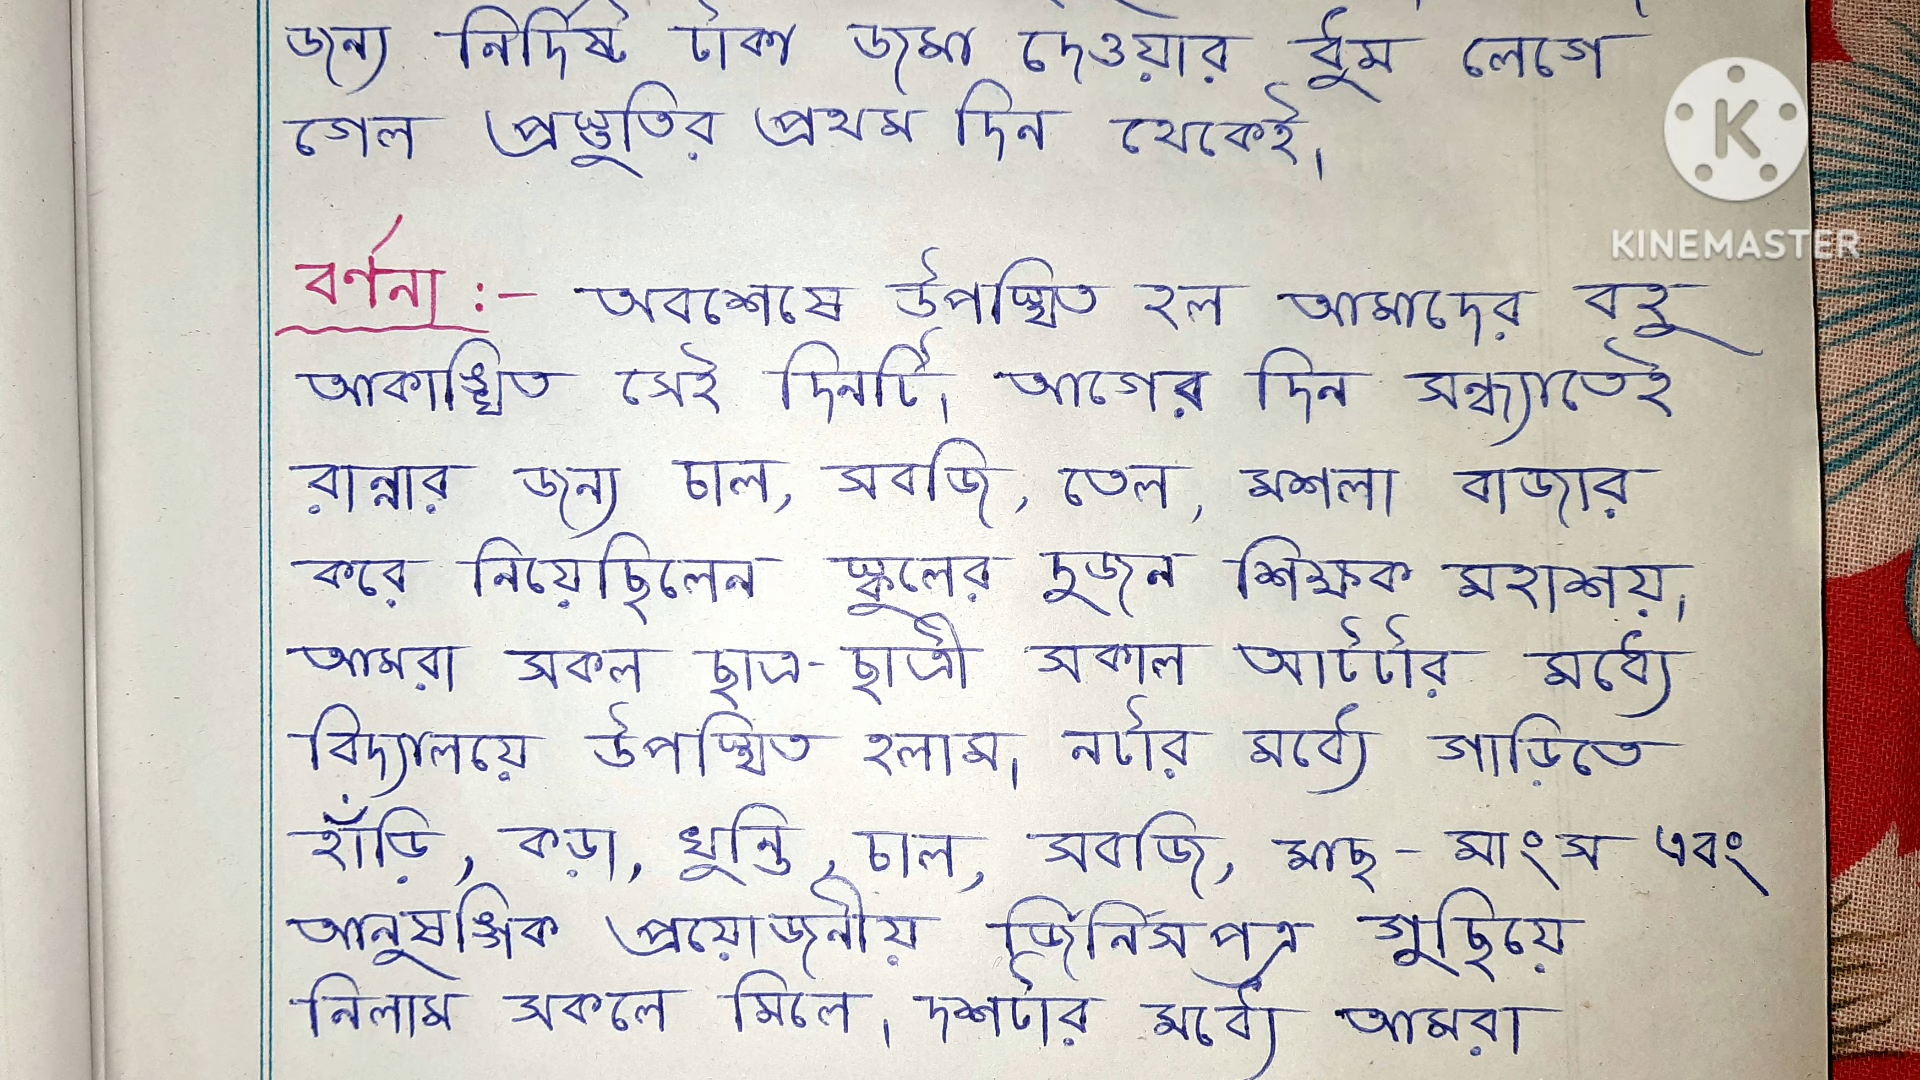 জন্য নির্দিষ্ট টাকা জমা দেওয়ার ধুম লেগে
গেল প্রস্তুতির প্রথম দিন থেকেই।
বর্ণনা :- অবশেষে উপস্থিত হল আমাদের বহু
আকাঙ্খিত সেই দিনটি। আগের দিন সন্ধ্যাতেই
রান্নার জন্য চাল, সবজি, তেল, মশলা বাজার
করে নিয়েছিলেন স্কুলের দুজন শিক্ষক মহাশয়।
আমরা সকল ছাত্র-ছাত্রী সকাল আটটার মধ্যে
বিদ্যালয়ে উপস্থিত হলাম। নটার মধ্যে গাড়িতে
হাঁড়ি, কড়া, খুন্তি, চাল, সবজি, মাছ - মাংস এবং
আনুষঙ্গিক প্রয়োজনীয় জিনিসপত্র গুছিয়ে
নিলাম সকলে মিলে। দশটার মধ্যে আমরা
K
KINEMASTER